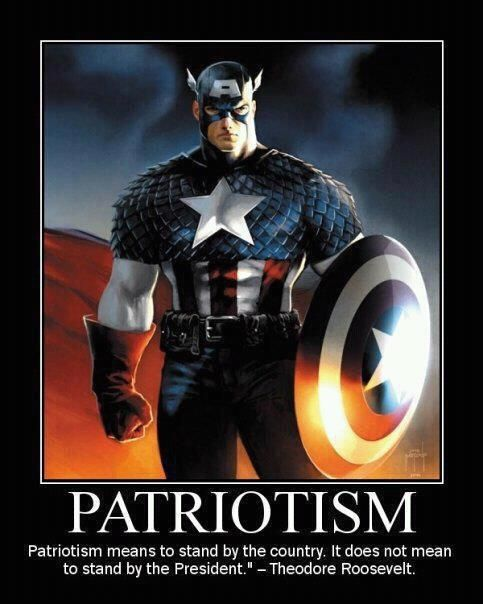 PATRIOTISM
Patriotism means to stand by the country. It does not mean
to stand by the President." – Theodore Roosevelt.